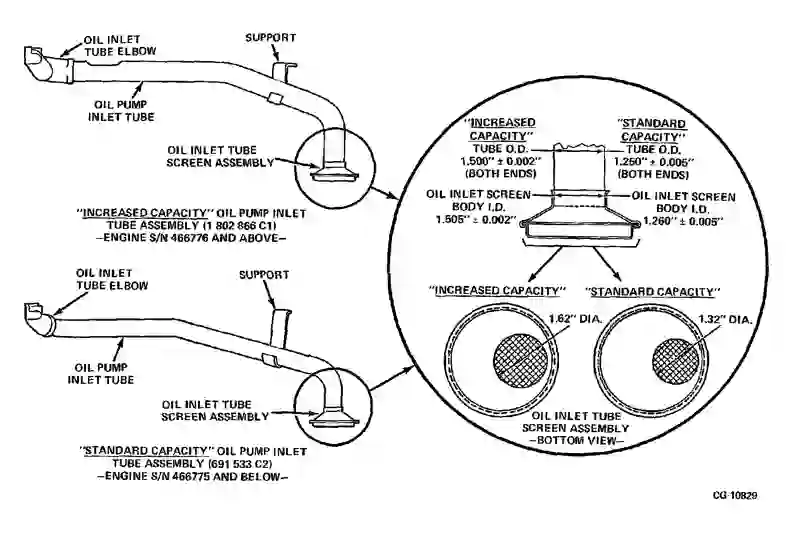 OIL INLET
TUBE ELBOW
SUPPORT
OIL PUMP
INLET TUBE
OIL INLET TUBE
SCREEN ASSEMBLY
"INCREASED CAPACITY" OIL PUMP INLET
TUBE ASSEMBLY (1 802 866 C1)
–ENGINE S/N 466776 AND ABOVE–
OIL INLET
TUBE ELBOW
SUPPORT
OIL PUMP
INLET TUBE
OIL INLET TUBE
SCREEN ASSEMBLY
"STANDARD CAPACITY" OIL PUMP INLET
TUBE ASSEMBLY (691 533 C2)
–ENGINE S/N 466775 AND BELOW–
"INCREASED
CAPACITY"
TUBE O.D.
1.500" ± 0.002"
(BOTH ENDS)
"STANDARD
CAPACITY"
TUBE O.D.
1.250" ± 0.005"
(BOTH ENDS)
OIL INLET SCREEN
BODY I.D.
1.505" ± 0.002"
OIL INLET SCREEN
BODY I.D.
1.260" ± 0.005"
"INCREASED CAPACITY"
"STANDARD CAPACITY"
1.62" DIA.
1.32" DIA.
OIL INLET TUBE
SCREEN ASSEMBLY
–BOTTOM VIEW–
CG-10829